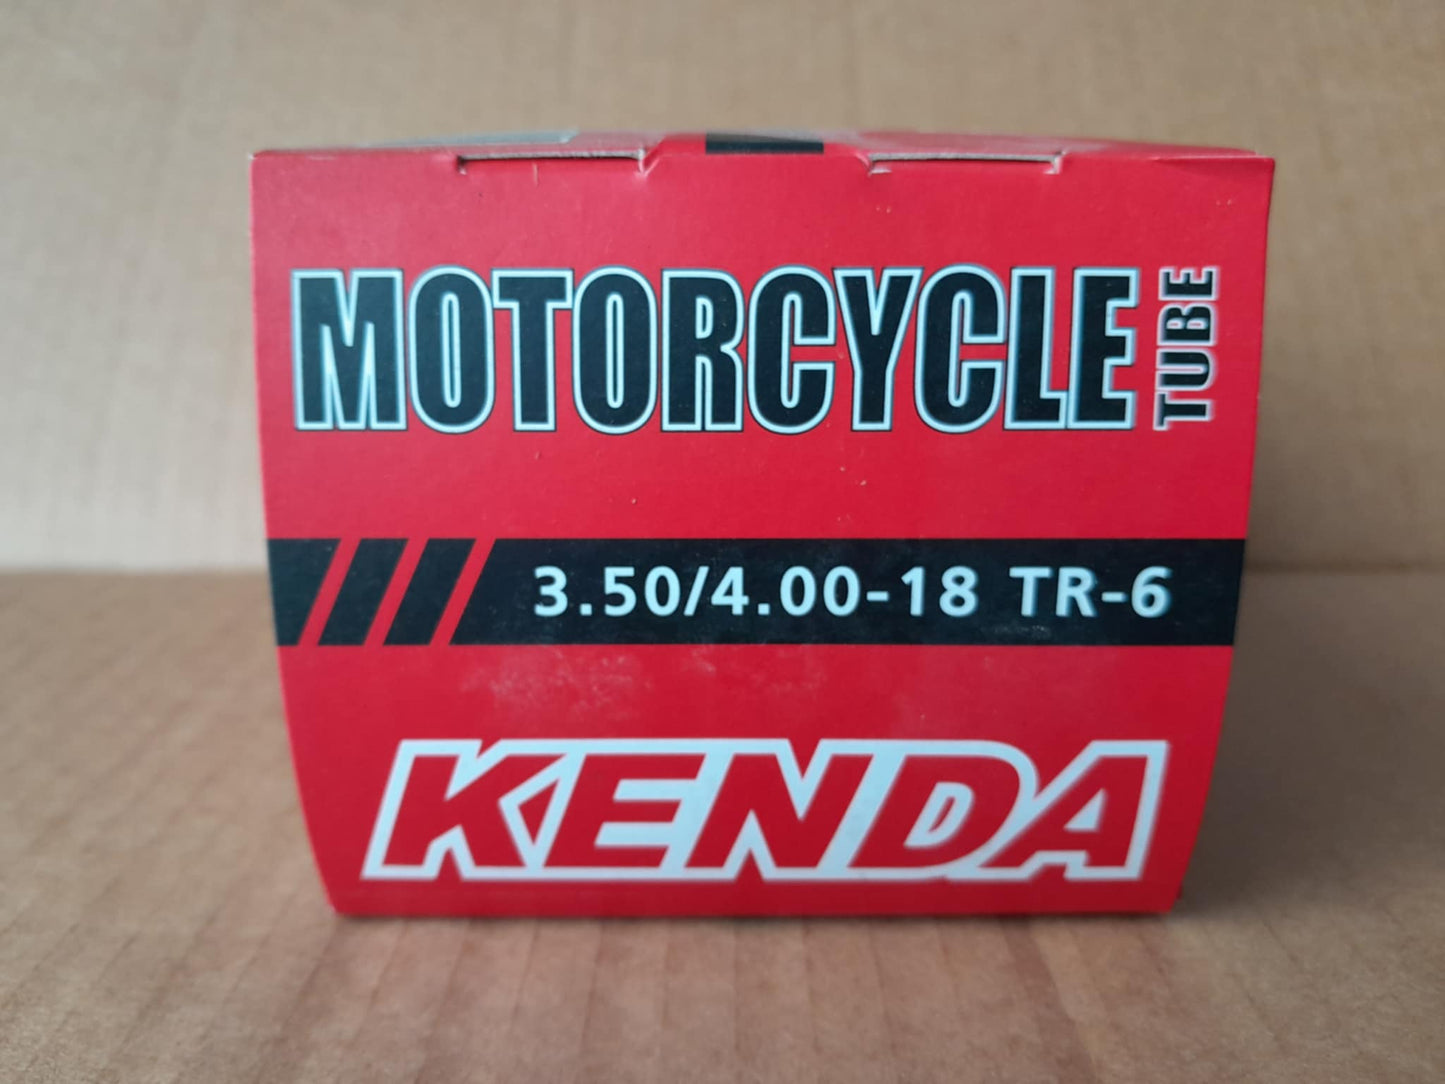 MOTORCYCLE TUBE
3.50/4.00-18 TR-6
KENDA